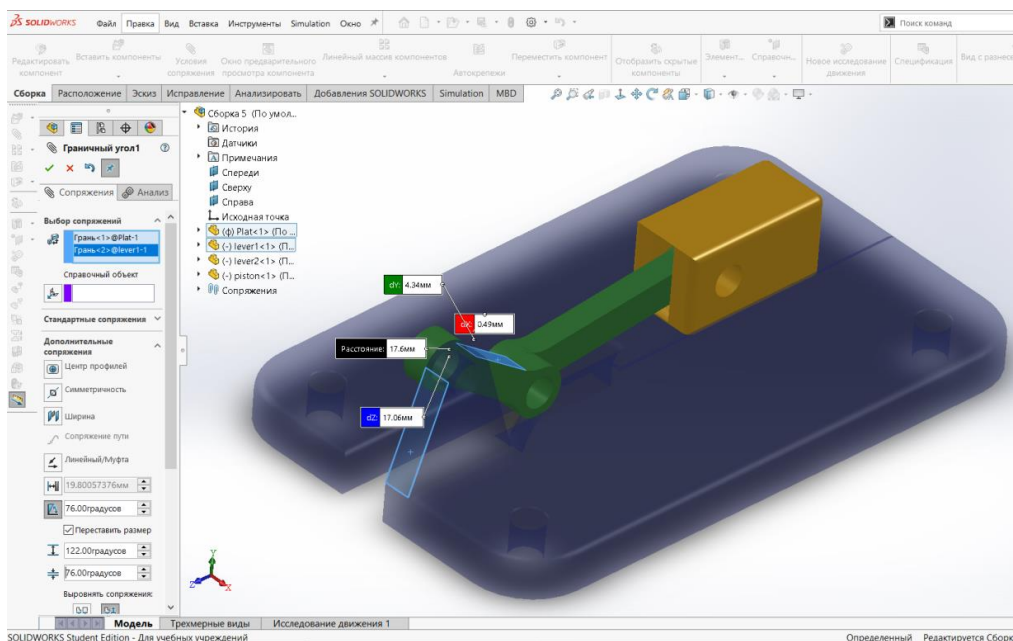 SOLIDWORKS Файл Правка Вид Вставка Инструменты Simulation Окно Поиск команд
Редактировать компонент
Вставить компоненты
Условия сопряжения
Окно предварительного просмотра компонента
Линейный массив компонентов
Автокрепежи
Переместить компонент
Отобразить скрытые компоненты
Элемент... Справочн...
Новое исследование движения
Спецификация
Вид с разнесе
Сборка Расположение Эскиз Исправление Анализировать Добавления SOLIDWORKS Simulation MBD
Граничный угол1
Сопряжения Анализ
Выбор сопряжений
Грань<1>@Plat-1
Грань<2>@lever1-1
Справочный объект
Стандартные сопряжения
Дополнительные сопряжения
Центр профилей
Симметричность
Ширина
Сопряжение пути
Линейный/Муфта
19.80057376мм
76.00градусов
Переставить размер
122.00градусов
76.00градусов
Выровнять сопряжения:
Сборка 5 (По умол...
История
Датчики
Примечания
Спереди
Сверху
Справа
Исходная точка
(ф) Plat<1> (По ...
(-) lever1<1> (П...
(-) lever2<1> (П...
(-) piston<1> (П...
Сопряжения
dY: 4.34мм
dX: 0.49мм
Расстояние: 17.6мм
dZ: 17.06мм
Y
Z
X
Модель Трехмерные виды Исследование движения 1
SOLIDWORKS Student Edition - Для учебных учреждений Определенный Редактируется Сборк